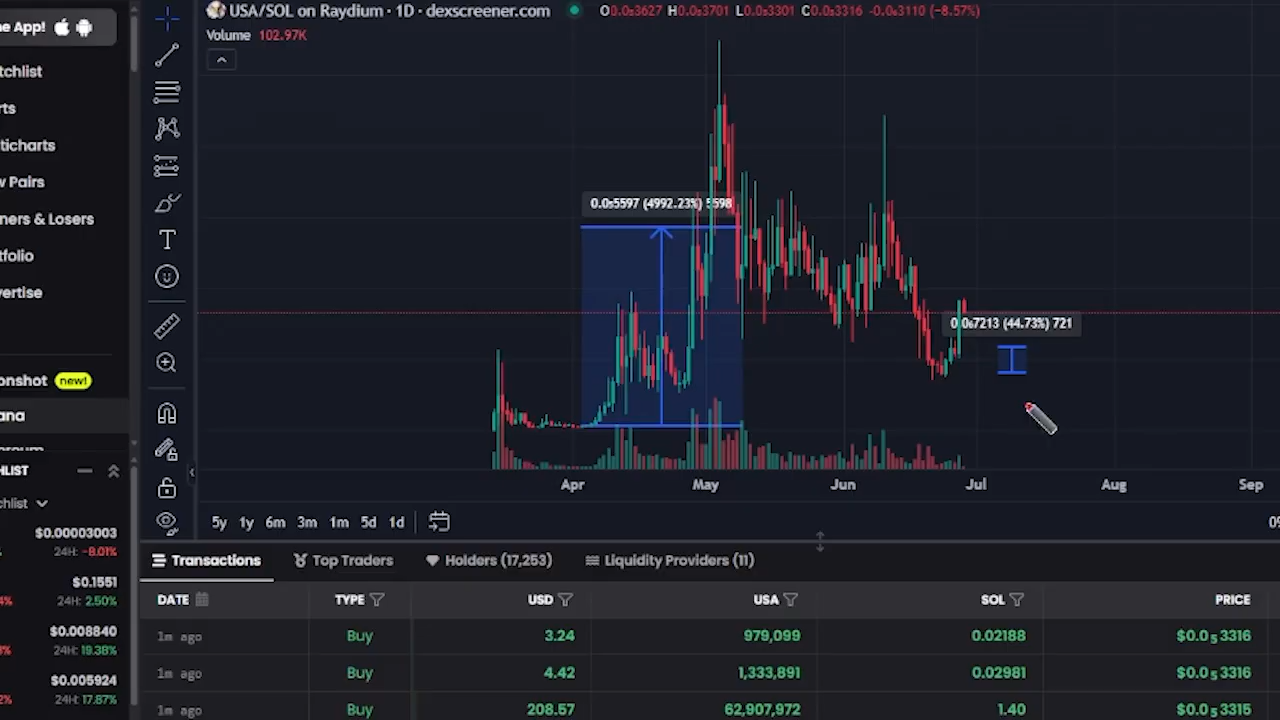 USA/SOL on Raydium · 1D · dexscreener.com O0.0₅3627 H0.0₅3701 L0.0₅3301 C0.0₅3316 -0.0₆3110 (-8.57%)
Volume 102.97K
e App!
tchlist
rts
ticharts
w Pairs
ners & Losers
tfolio
vertise
onshot new!
ana
HLIST
chlist
$0.00003003
24H: -8.01%
$0.1551
4% 24H: 2.50%
$0.008840
3% 24H: 19.38%
$0.005924
2% 24H: 17.87%
0.0₅5597 (4992.23%) 5598
0.0₆7213 (44.73%) 721
Apr May Jun Jul Aug Sep
5y 1y 6m 3m 1m 5d 1d
Transactions Top Traders Holders (17,253) Liquidity Providers (11)
DATE TYPE USD USA SOL PRICE
1m ago Buy 3.24 979,099 0.02188 $0.0₅3316
1m ago Buy 4.42 1,333,891 0.02981 $0.0₅3316
1m ago Buy 208.57 62,907,972 1.40 $0.0₅3315